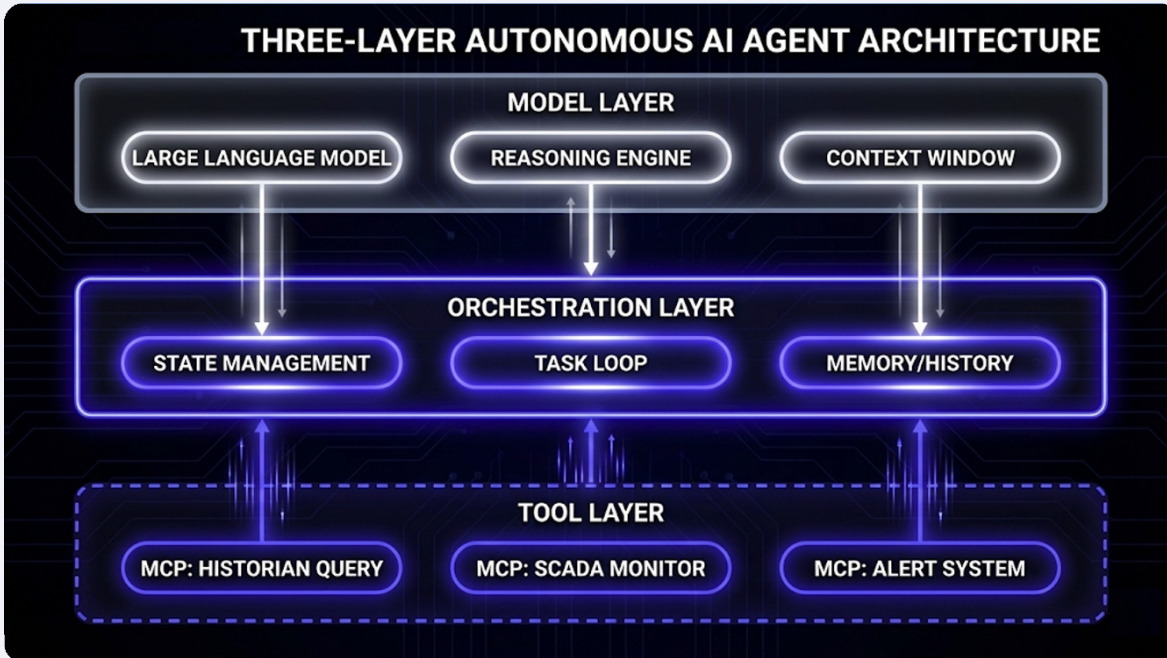 THREE-LAYER AUTONOMOUS AI AGENT ARCHITECTURE
MODEL LAYER
LARGE LANGUAGE MODEL
REASONING ENGINE
CONTEXT WINDOW
ORCHESTRATION LAYER
STATE MANAGEMENT
TASK LOOP
MEMORY/HISTORY
TOOL LAYER
MCP: HISTORIAN QUERY
MCP: SCADA MONITOR
MCP: ALERT SYSTEM